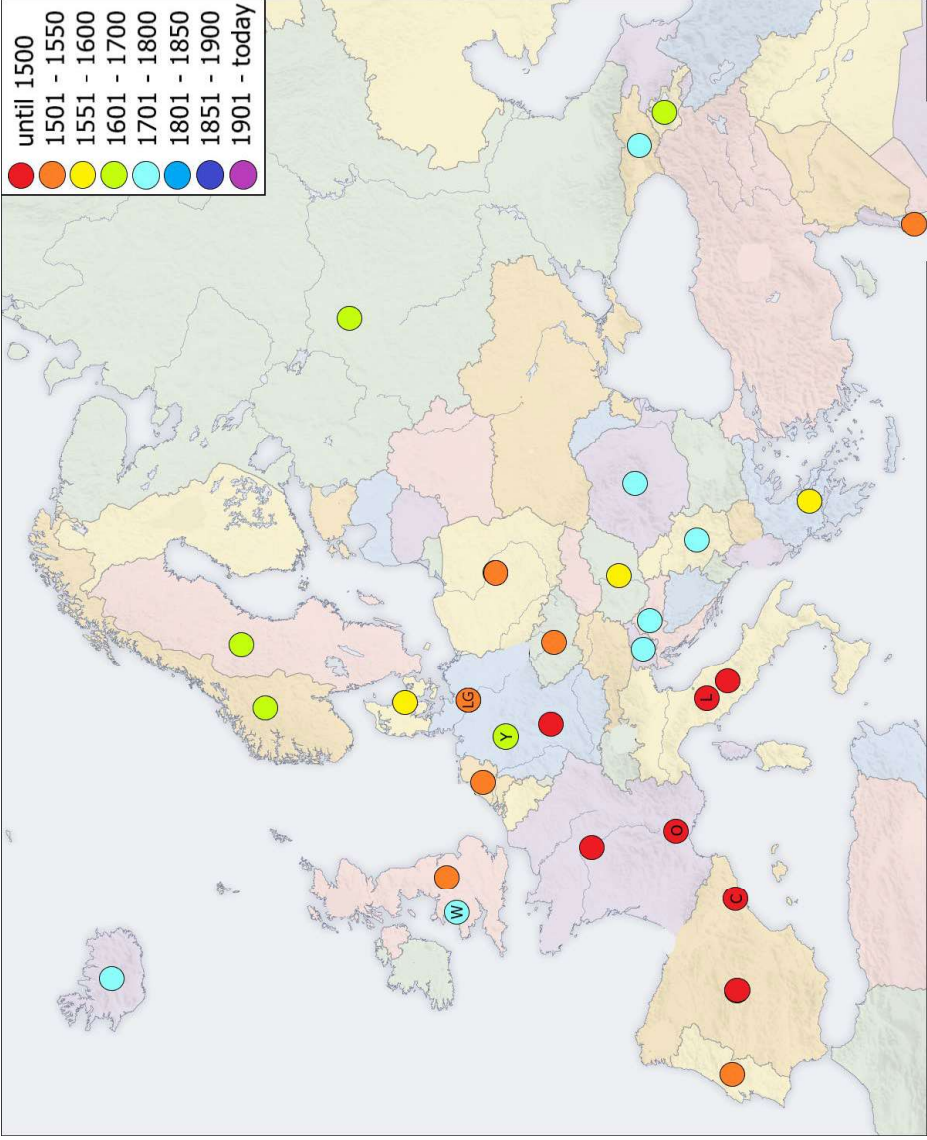 until 1500
1501 - 1550
1551 - 1600
1601 - 1700
1701 - 1800
1801 - 1850
1851 - 1900
1901 - today
LG
Y
W
L
O
C